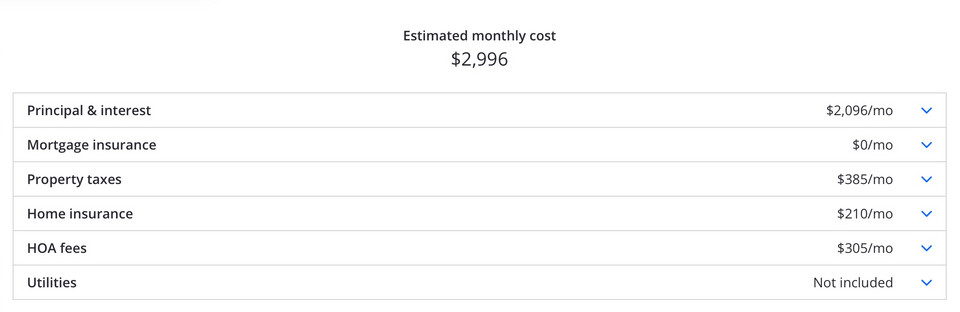 Estimated monthly cost
$2,996
Principal & interest $2,096/mo
Mortgage insurance $0/mo
Property taxes $385/mo
Home insurance $210/mo
HOA fees $305/mo
Utilities Not included